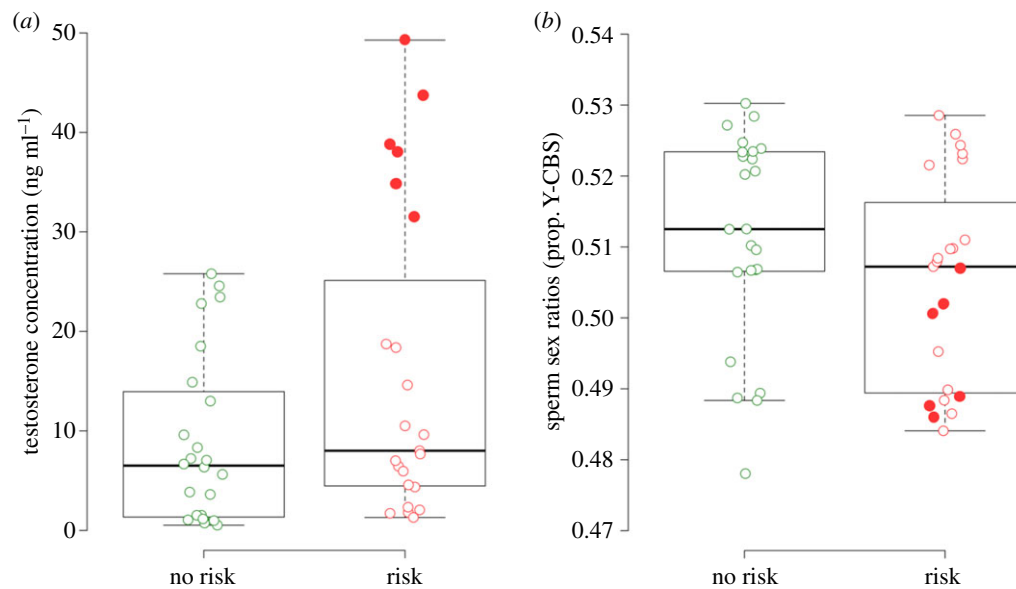 (a)
testosterone concentration (ng ml⁻¹)
50
40
30
20
10
0
no risk
risk
(b)
sperm sex ratios (prop. Y-CBS)
0.54
0.53
0.52
0.51
0.50
0.49
0.48
0.47
no risk
risk